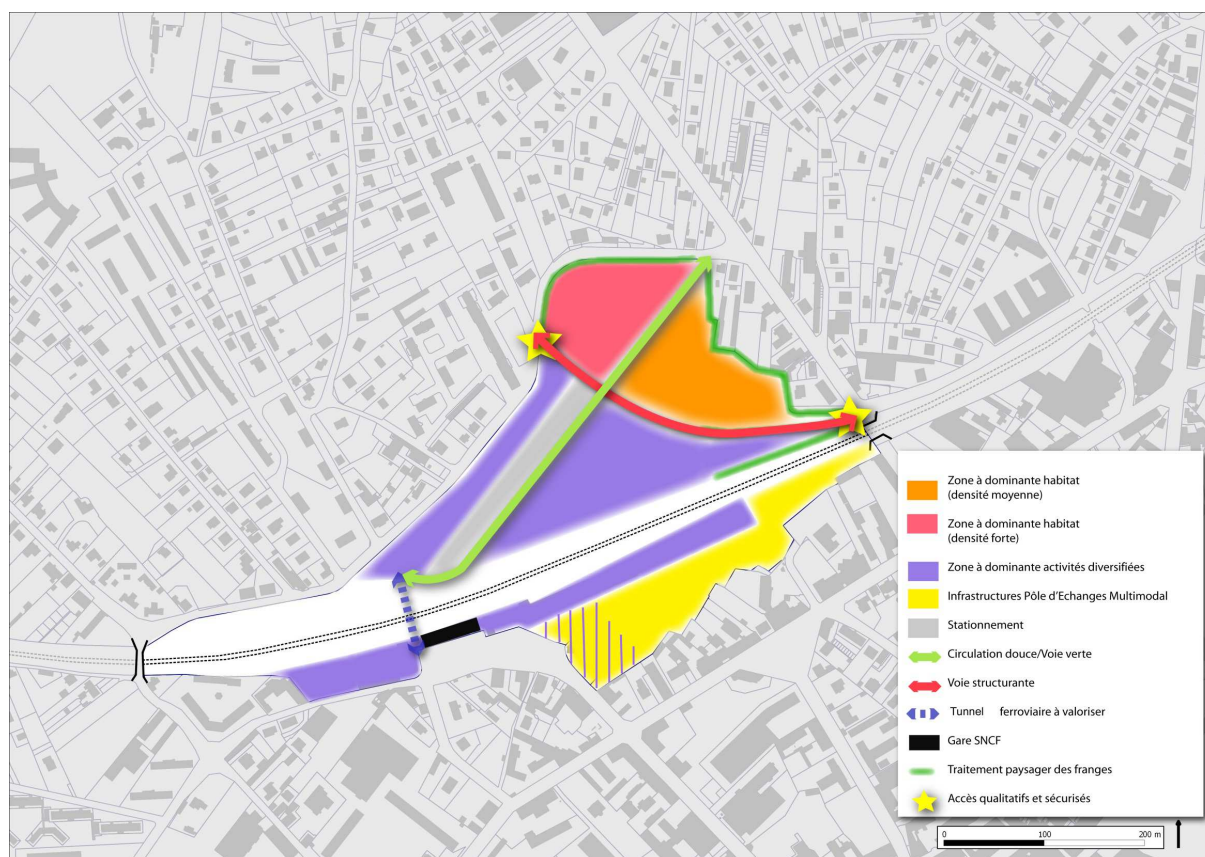 Zone à dominante habitat
(densité moyenne)
Zone à dominante habitat
(densité forte)
Zone à dominante activités diversifiées
Infrastructures Pôle d'Echanges Multimodal
Stationnement
Circulation douce/Voie verte
Voie structurante
Tunnel ferroviaire à valoriser
Gare SNCF
Traitement paysager des franges
Accès qualitatifs et sécurisés
0 100 200 m